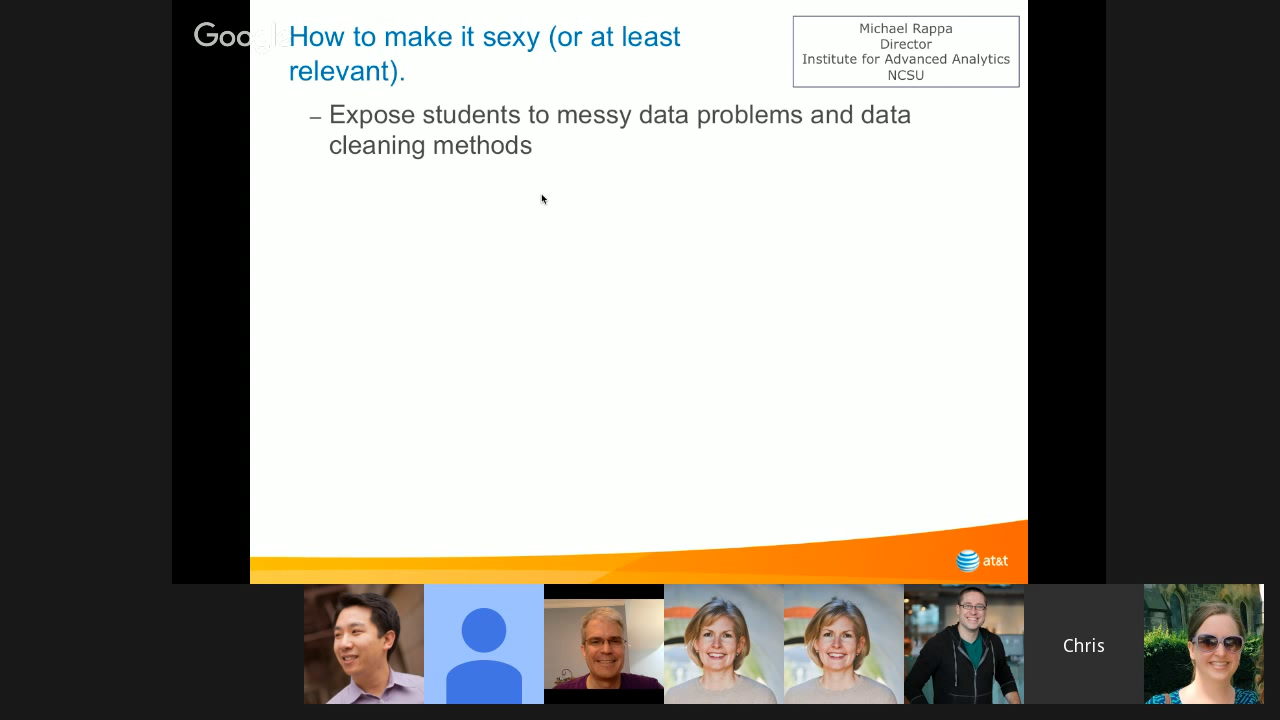 Google
How to make it sexy (or at least
relevant).
Michael Rappa
Director
Institute for Advanced Analytics
NCSU
– Expose students to messy data problems and data
cleaning methods
at&t
Chris